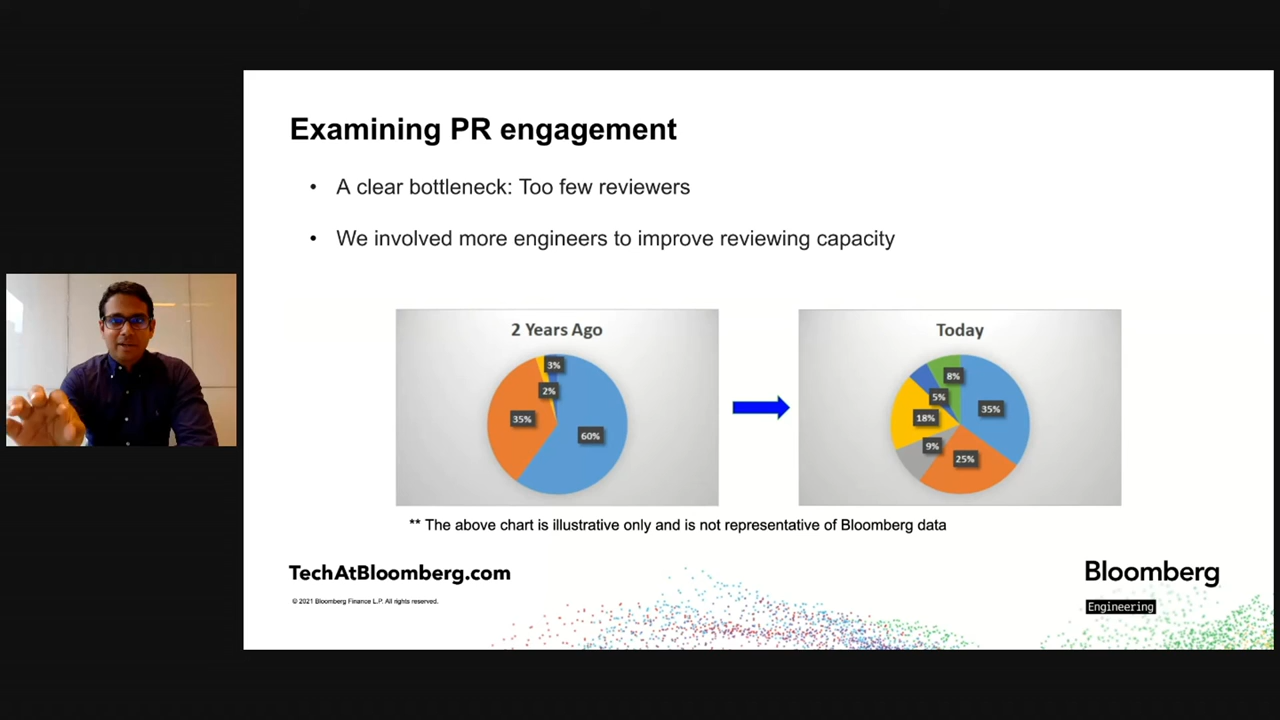 Examining PR engagement
• A clear bottleneck: Too few reviewers
• We involved more engineers to improve reviewing capacity
2 Years Ago
3%
2%
35%
60%
Today
8%
5%
35%
18%
9%
25%
** The above chart is illustrative only and is not representative of Bloomberg data
TechAtBloomberg.com
© 2021 Bloomberg Finance L.P. All rights reserved.
Bloomberg
Engineering